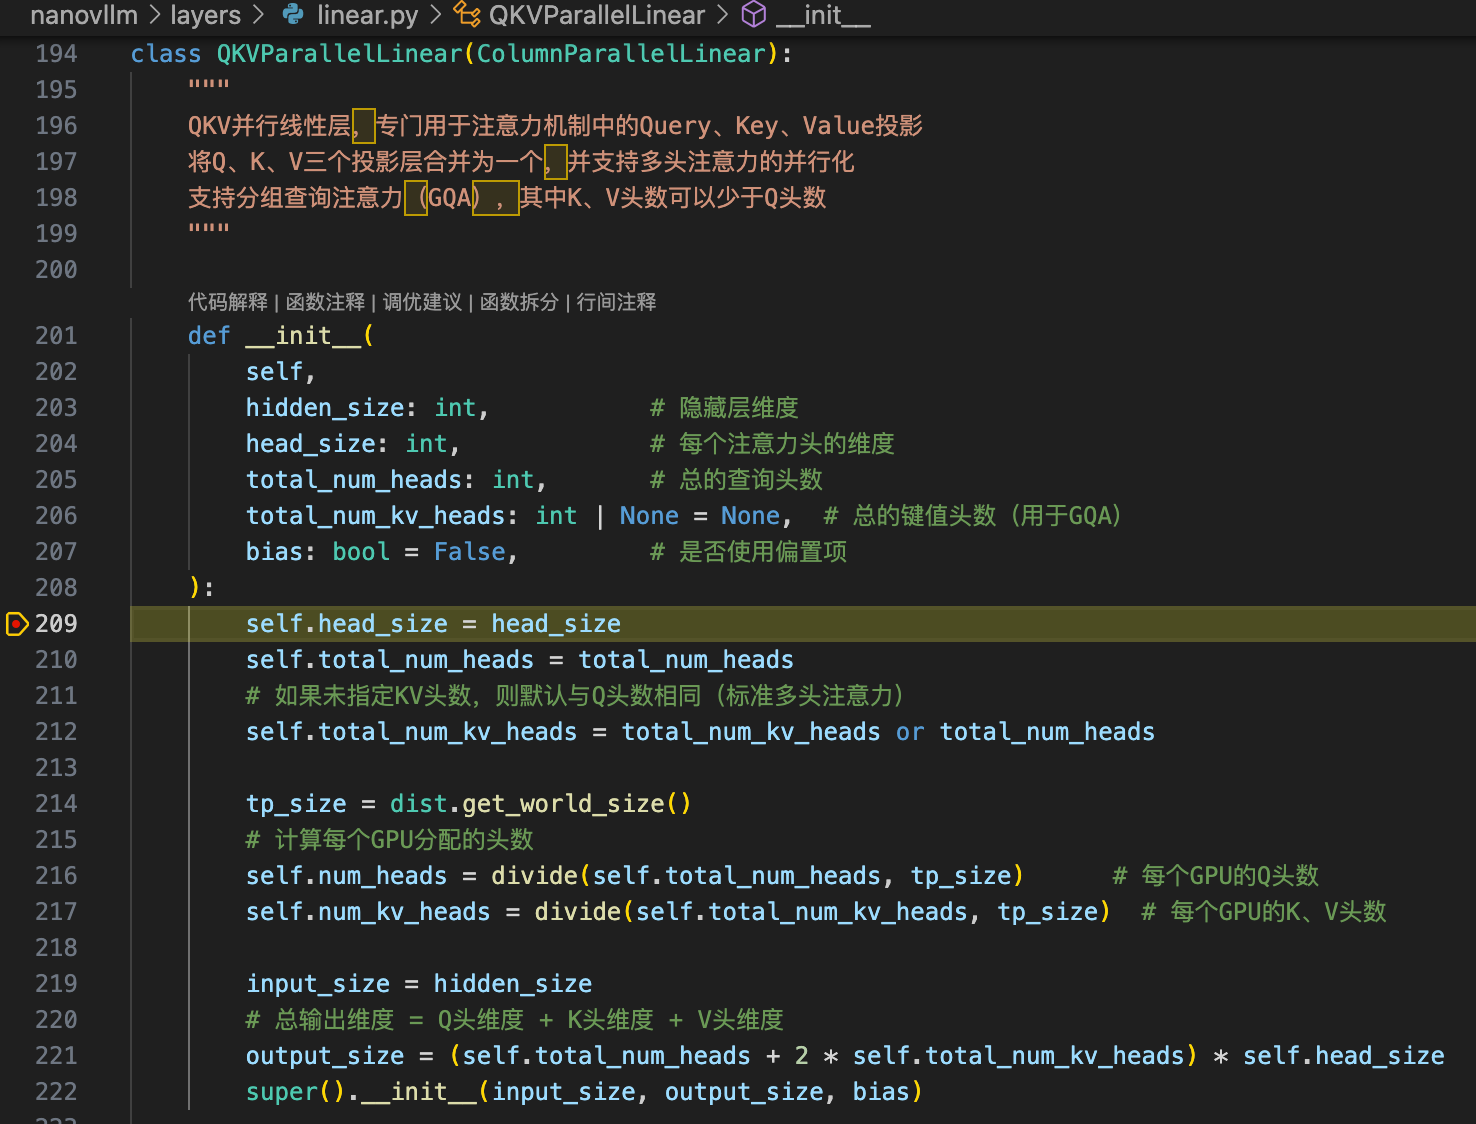 nanovllm > layers > linear.py > QKVParallelLinear > __init__
194 class QKVParallelLinear(ColumnParallelLinear):
195 """
196 QKV并行线性层，专门用于注意力机制中的Query、Key、Value投影
197 将Q、K、V三个投影层合并为一个，并支持多头注意力的并行化
198 支持分组查询注意力（GQA），其中K、V头数可以少于Q头数
199 """
200
代码解释 | 函数注释 | 调优建议 | 函数拆分 | 行间注释
201 def __init__(
202 self,
203 hidden_size: int, # 隐藏层维度
204 head_size: int, # 每个注意力头的维度
205 total_num_heads: int, # 总的查询头数
206 total_num_kv_heads: int | None = None, # 总的键值头数（用于GQA）
207 bias: bool = False, # 是否使用偏置项
208 ):
209 self.head_size = head_size
210 self.total_num_heads = total_num_heads
211 # 如果未指定KV头数，则默认与Q头数相同（标准多头注意力）
212 self.total_num_kv_heads = total_num_kv_heads or total_num_heads
213
214 tp_size = dist.get_world_size()
215 # 计算每个GPU分配的头数
216 self.num_heads = divide(self.total_num_heads, tp_size) # 每个GPU的Q头数
217 self.num_kv_heads = divide(self.total_num_kv_heads, tp_size) # 每个GPU的K、V头数
218
219 input_size = hidden_size
220 # 总输出维度 = Q头维度 + K头维度 + V头维度
221 output_size = (self.total_num_heads + 2 * self.total_num_kv_heads) * self.head_size
222 super().__init__(input_size, output_size, bias)